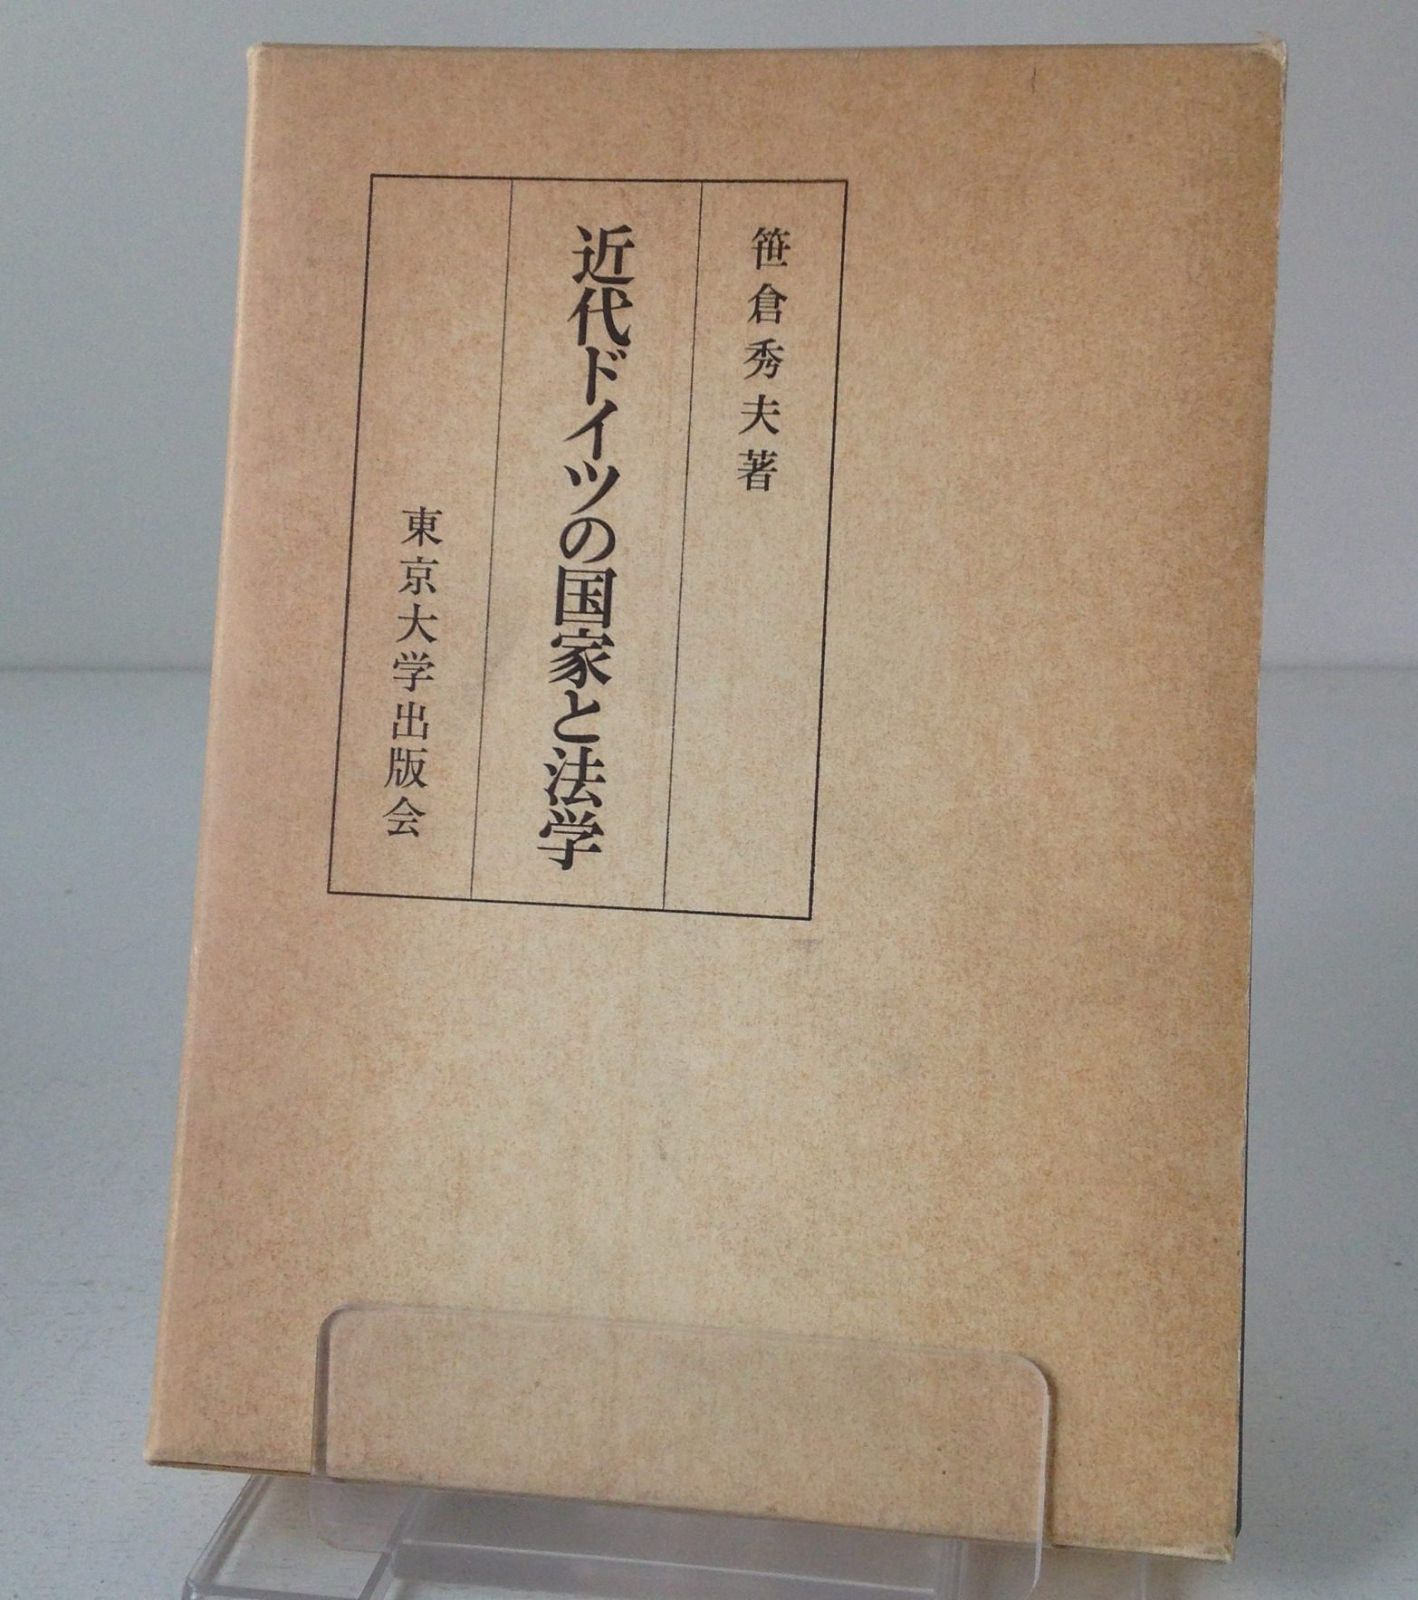 笹倉秀夫著
近代ドイツの国家と法学
東京大学出版会